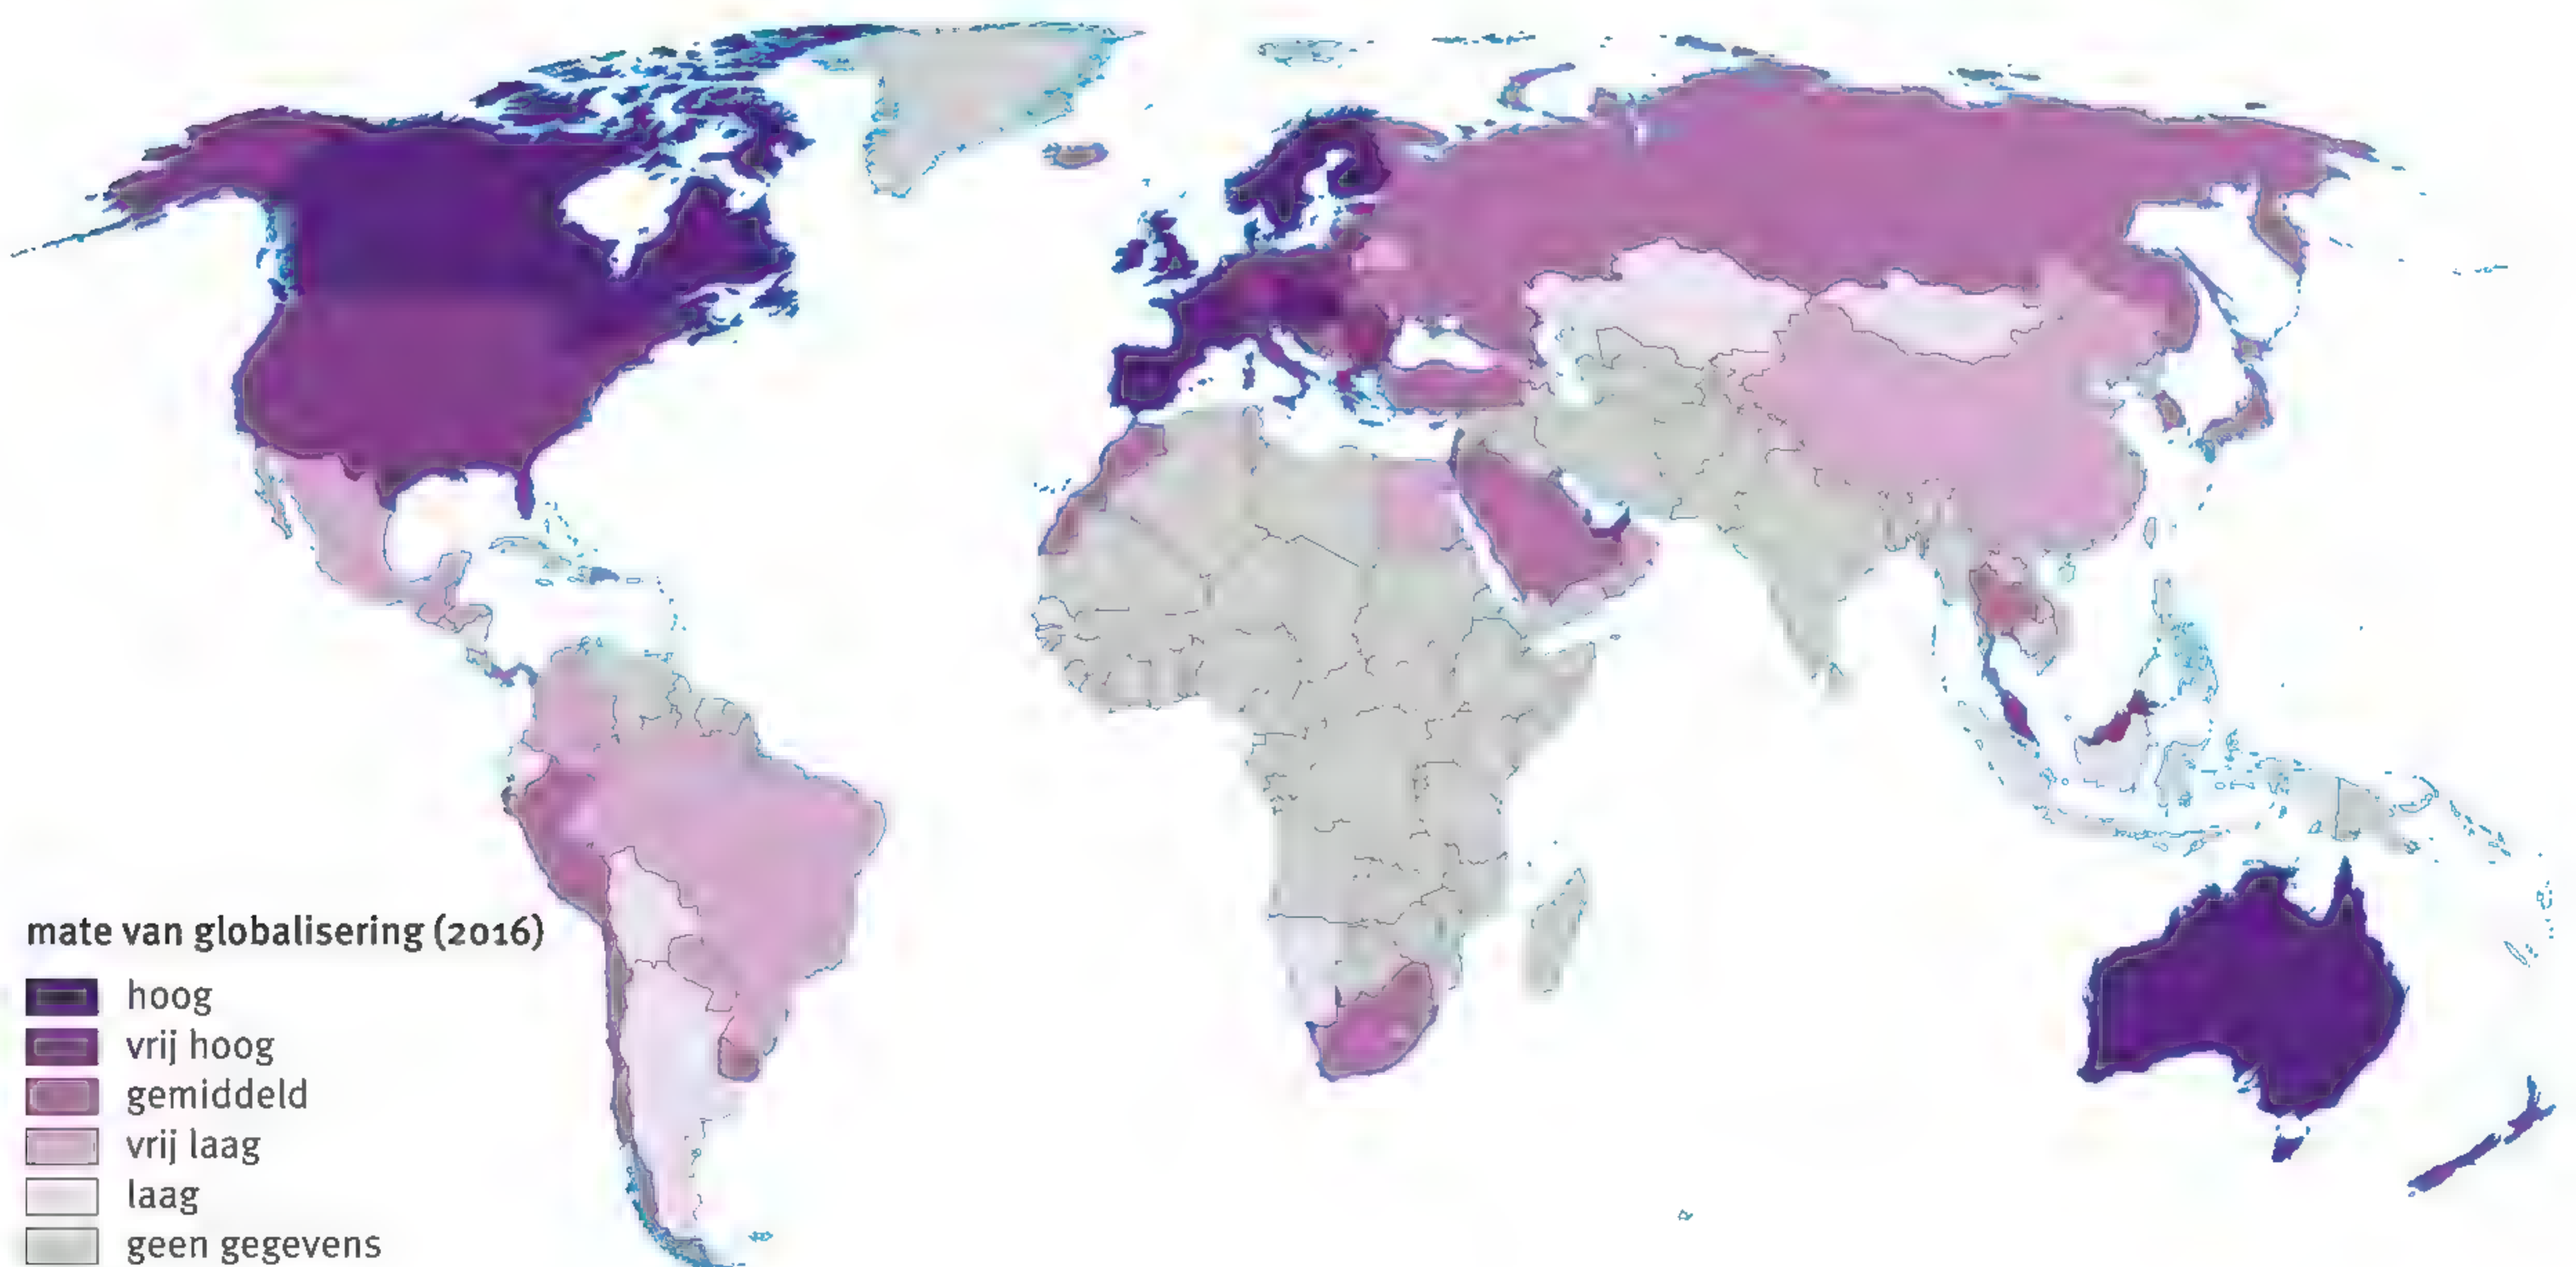 mate van globalisering (2016)
hoog
vrij hoog
gemiddeld
vrij laag
laag
geen gegevens